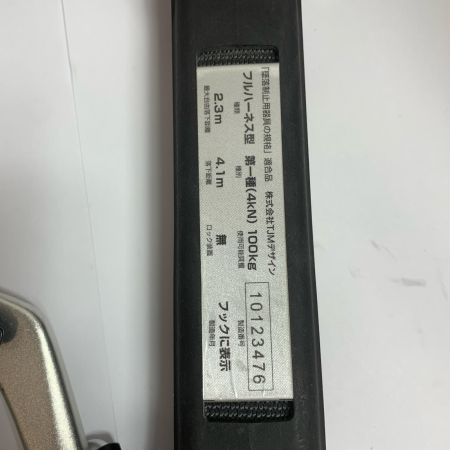 「墜落制止用器具の規格」適合品 株式会社TJMデザイン
フルハーネス型 第一種(4kN) 100kg 10123476
種類 種別 使用可能質量 製造番号
2.3m 4.1m 無 フックに表示
最大自由落下距離 落下距離 ロック装置 製造年月